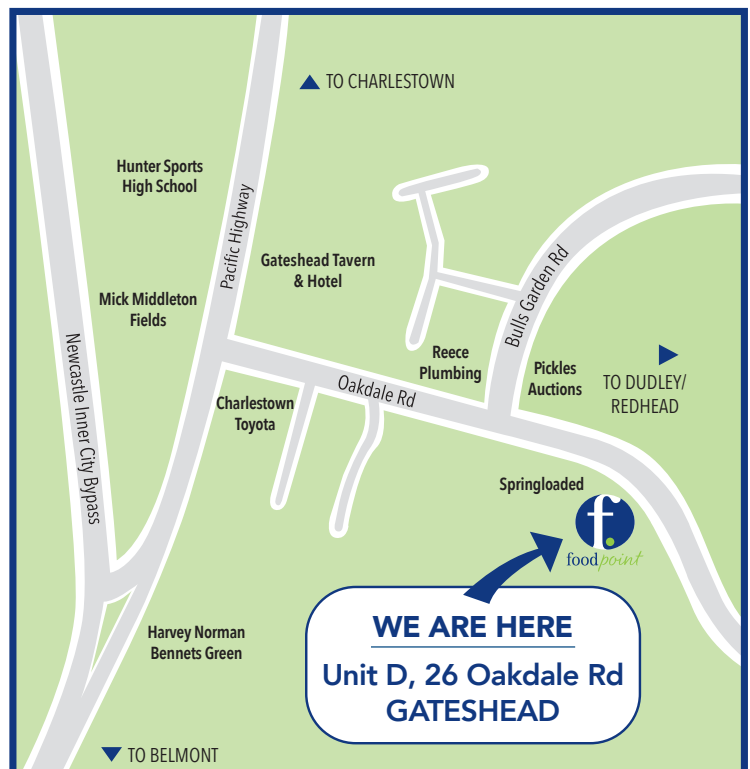 TO CHARLESTOWN
Hunter Sports
High School
Pacific Highway
Gateshead Tavern
& Hotel
Bulls Garden Rd
Mick Middleton
Fields
Newcastle Inner City Bypass
Reece
Plumbing
Pickles
Auctions
TO DUDLEY/
REDHEAD
Oakdale Rd
Charlestown
Toyota
Springloaded
f.
foodpoint
WE ARE HERE
Unit D, 26 Oakdale Rd
GATESHEAD
Harvey Norman
Bennets Green
TO BELMONT